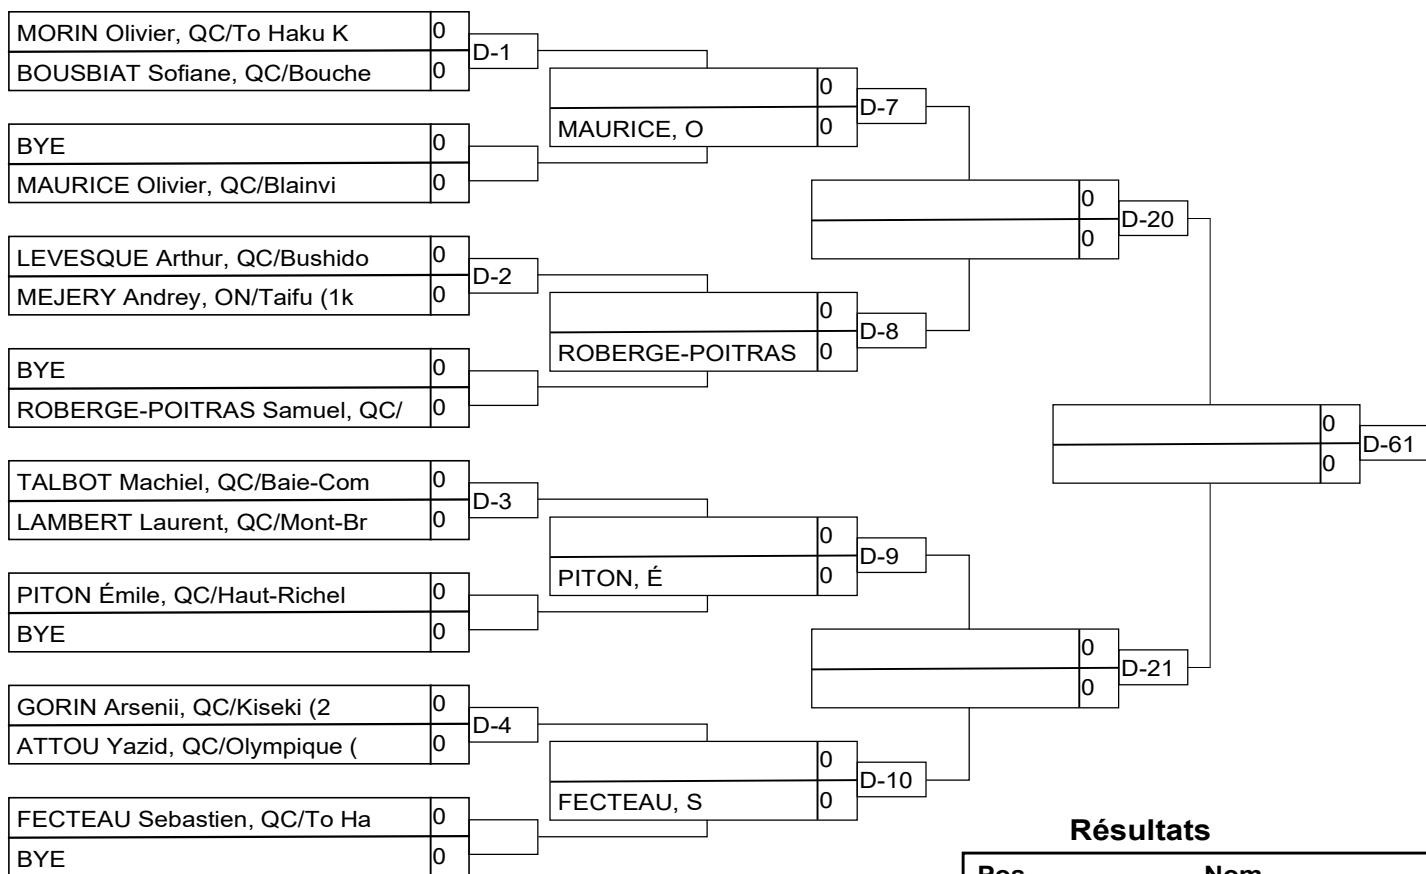 MORIN Olivier, QC/To Haku K 0
D-1
BOUSBIAT Sofiane, QC/Bouche 0
0
D-7
MAURICE, O 0
BYE 0
MAURICE Olivier, QC/Blainvi 0
0
D-20
0
LEVESQUE Arthur, QC/Bushido 0
D-2
MEJERY Andrey, ON/Taifu (1k 0
0
D-8
ROBERGE-POITRAS 0
BYE 0
ROBERGE-POITRAS Samuel, QC/ 0
0
D-61
0
TALBOT Machiel, QC/Baie-Com 0
D-3
LAMBERT Laurent, QC/Mont-Br 0
0
D-9
PITON, É 0
PITON Émile, QC/Haut-Richel 0
BYE 0
0
D-21
0
GORIN Arsenii, QC/Kiseki (2 0
D-4
ATTOU Yazid, QC/Olympique ( 0
0
D-10
FECTEAU, S 0
FECTEAU Sebastien, QC/To Ha 0
BYE 0
Résultats
Pos Nom